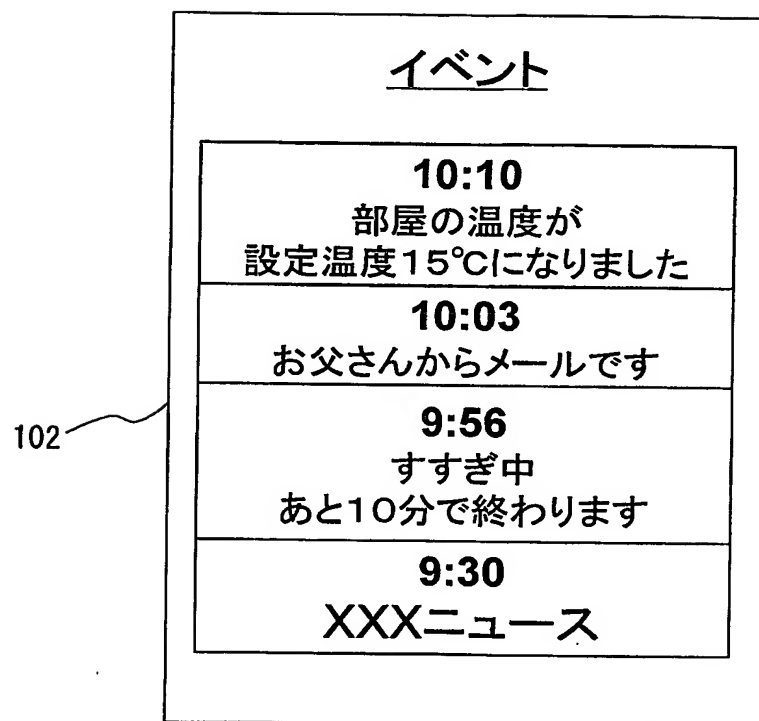 イベント
10:10
部屋の温度が
設定温度15℃になりました
10:03
お父さんからメールです
102
9:56
すすぎ中
あと10分で終わります
9:30
XXXニュース